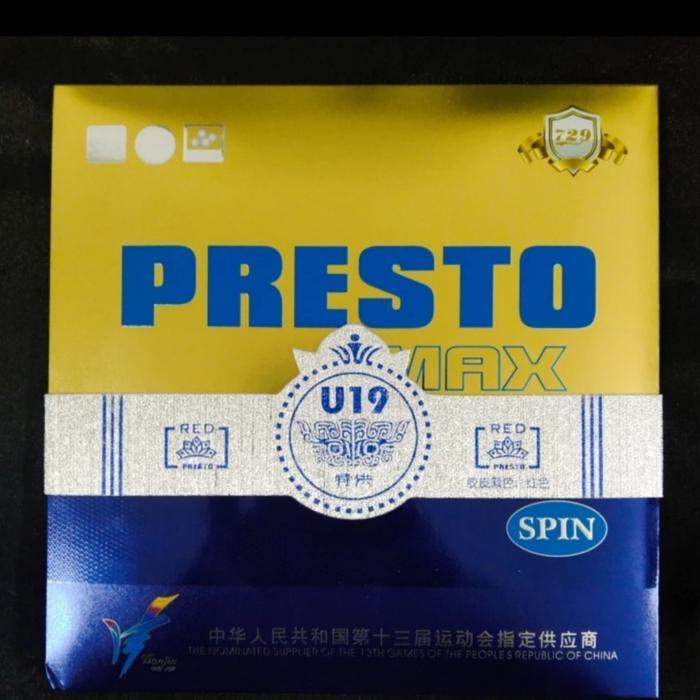 729
PRESTO
MAX
U19
特供
RED
PRESTO
RED
PRESTO
胶皮颜色:红色
SPIN
Tianjin
中华人民共和国第十三届运动会指定供应商
THE NOMINATED SUPPLIER OF THE 13TH GAMES OF THE PEOPLE'S REPUBLIC OF CHINA